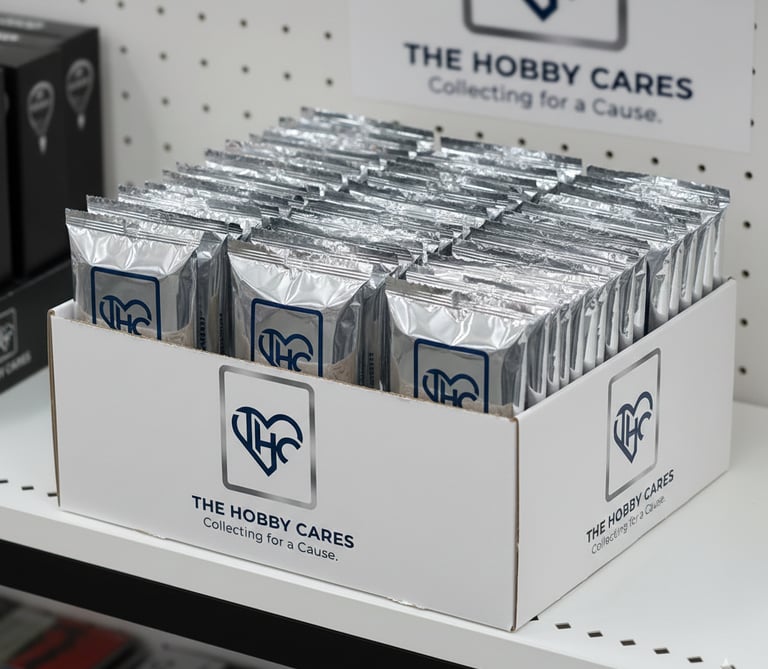 THE HOBBY CARES
Collecting for a Cause.
THC
THC
THC
THC
THE HOBBY CARES
Collecting for a Cause.
THC
THE HOBBY CARES
Collecting for a Cause.